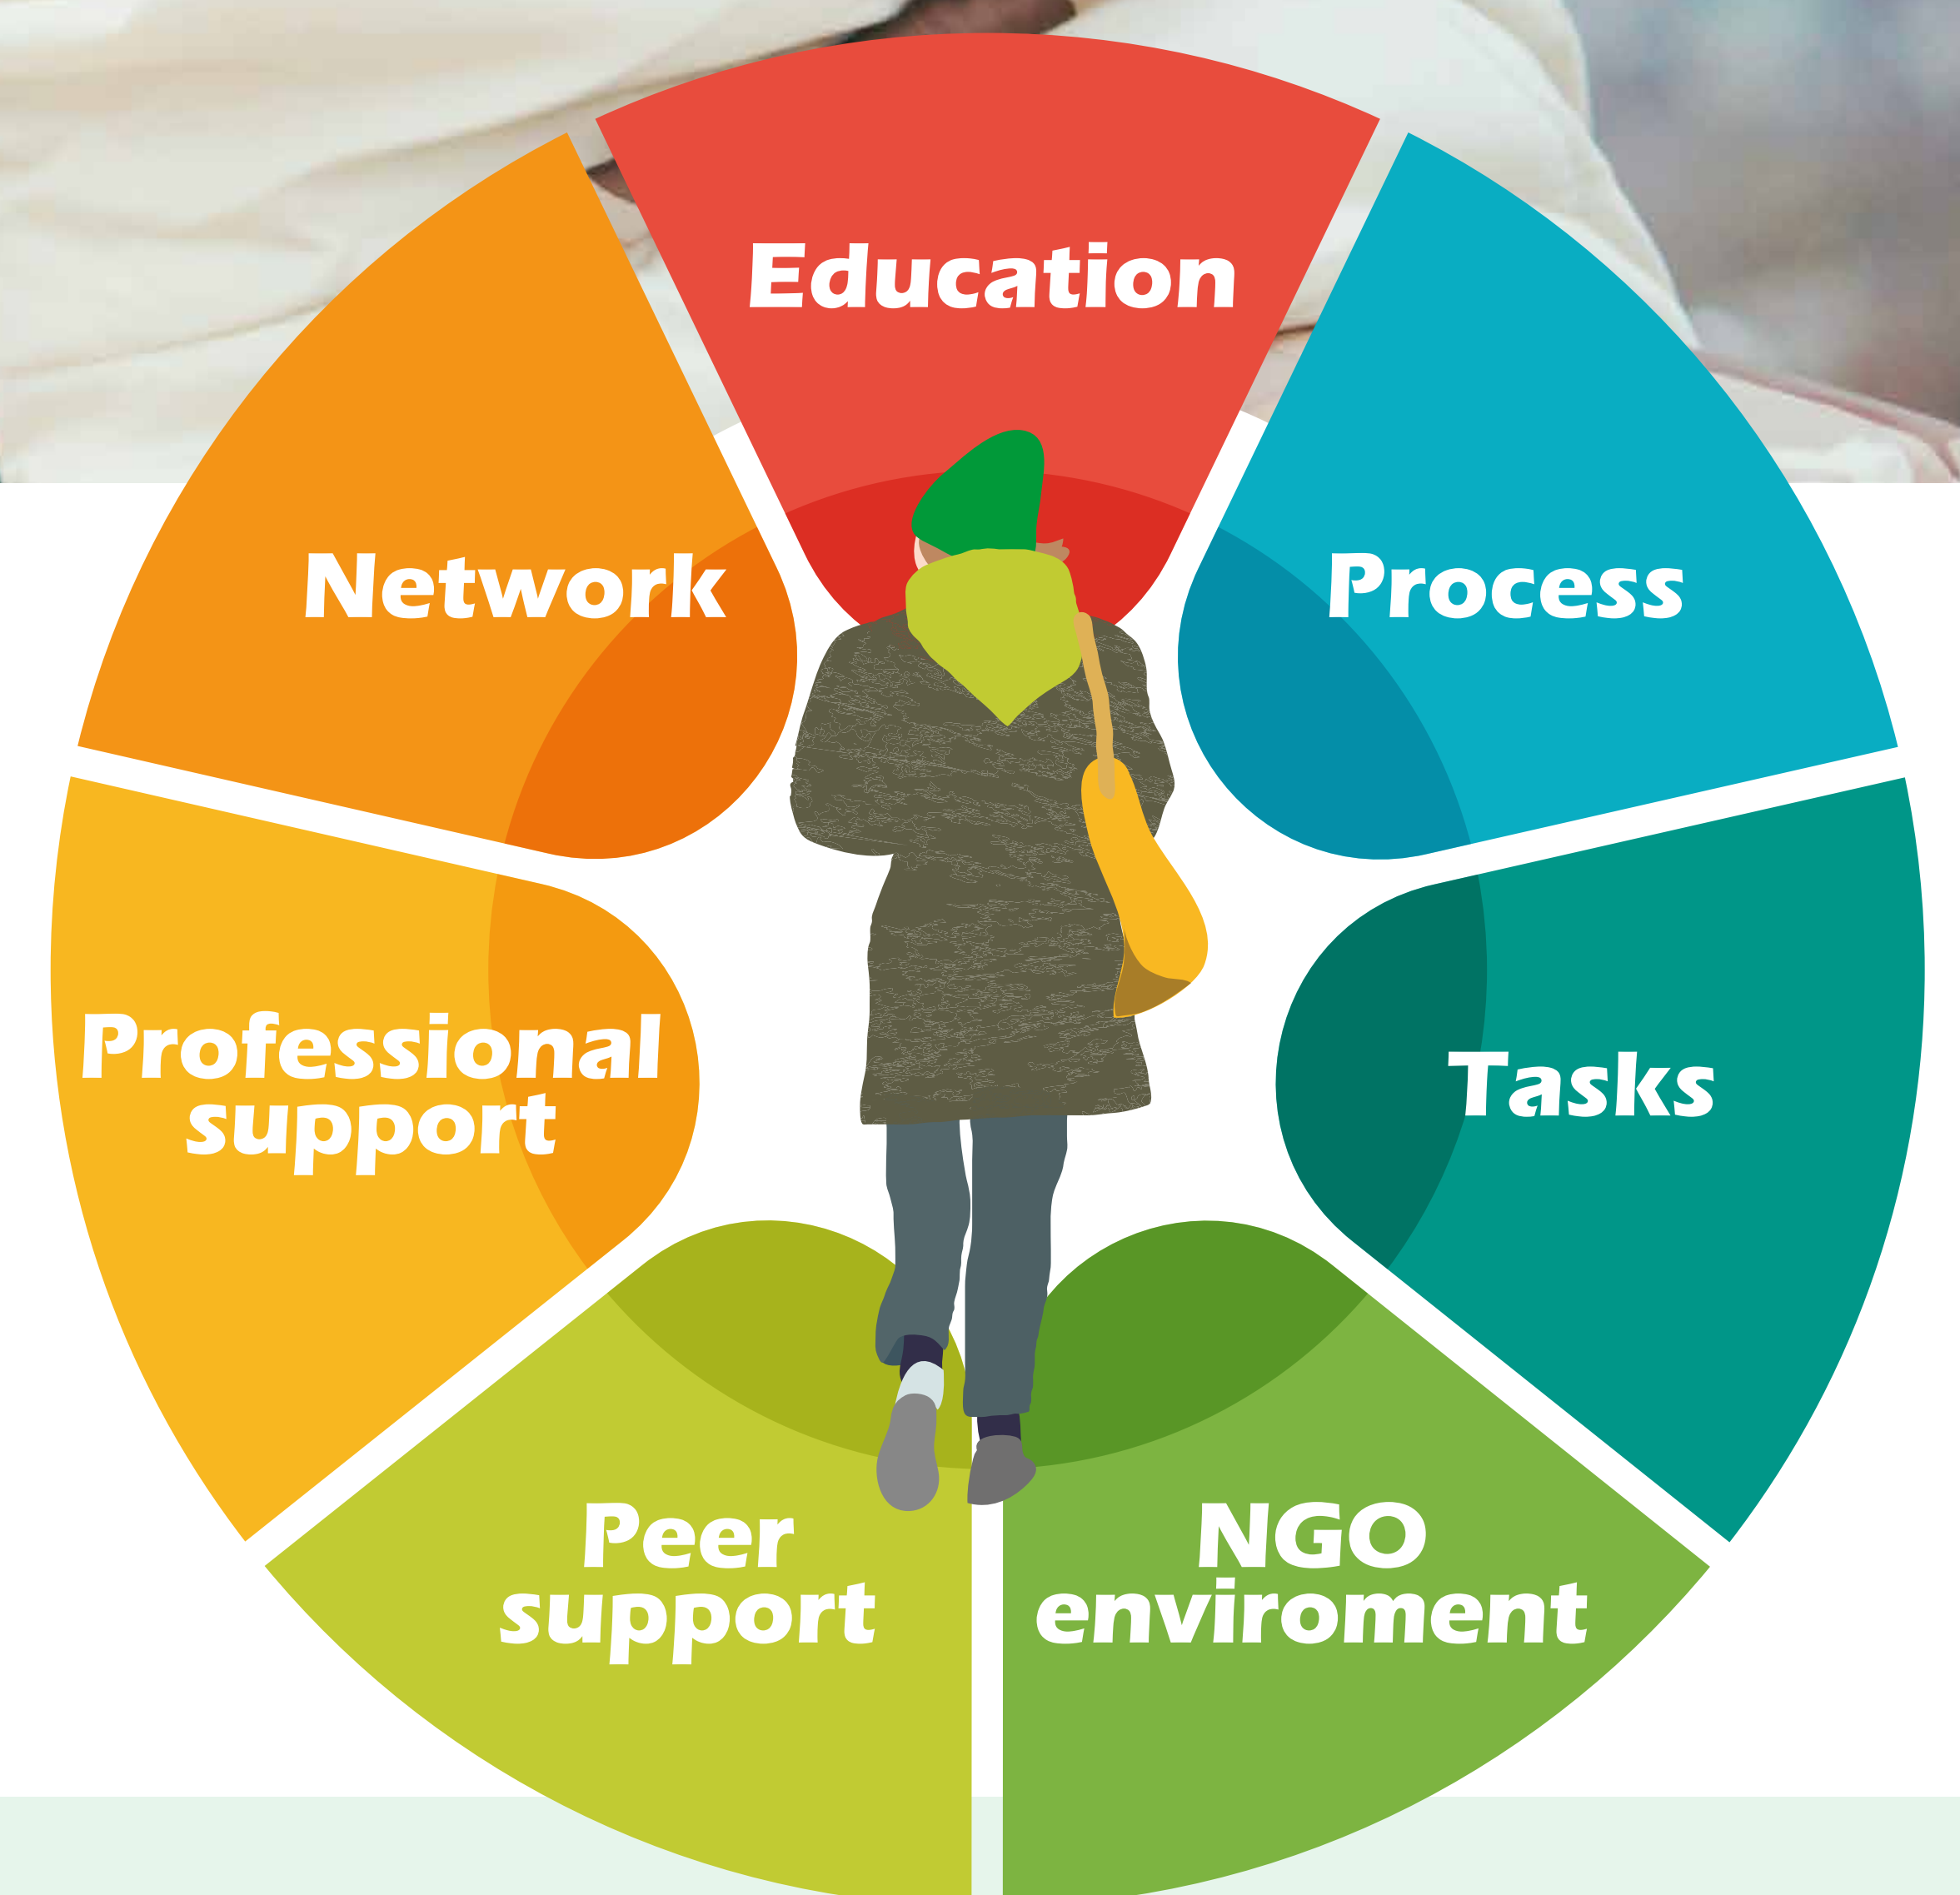 Education
Network
Process
Professional
support
Tasks
Peer
support
NGO
enviroment